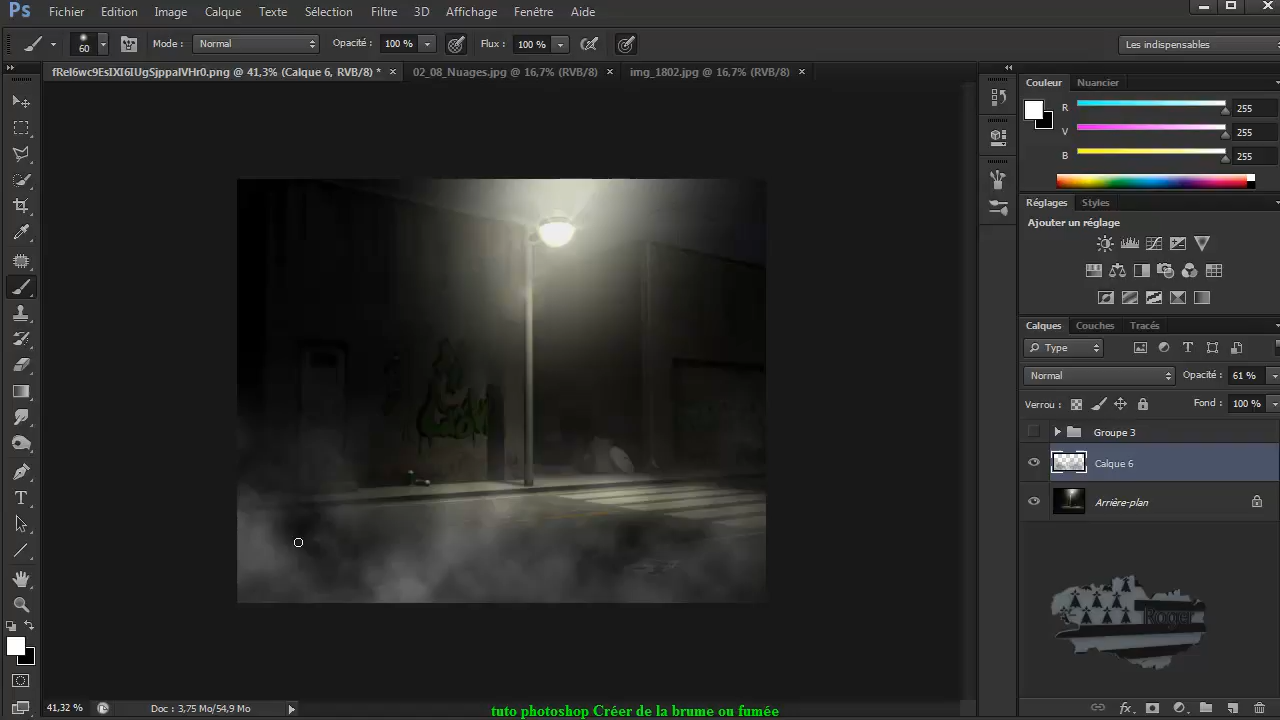 Ps Fichier Edition Image Calque Texte Sélection Filtre 3D Affichage Fenêtre Aide
60 Mode : Normal Opacité : 100 % Flux : 100 % Les indispensables
fRel6wc9EsIXI6IUgSjppaIVHr0.png @ 41,3% (Calque 6, RVB/8) * × 02_08_Nuages.jpg @ 16,7% (RVB/8) × img_1802.jpg @ 16,7% (RVB/8) ×
Couleur Nuancier
R 255
V 255
B 255
Réglages Styles
Ajouter un réglage
Calques Couches Tracés
Type
Normal Opacité : 61 %
Verrou : Fond : 100 %
Groupe 3
Calque 6
Arrière-plan
Roger
41,32 % Doc : 3,75 Mo/54,9 Mo
tuto photoshop Créer de la brume ou fumée